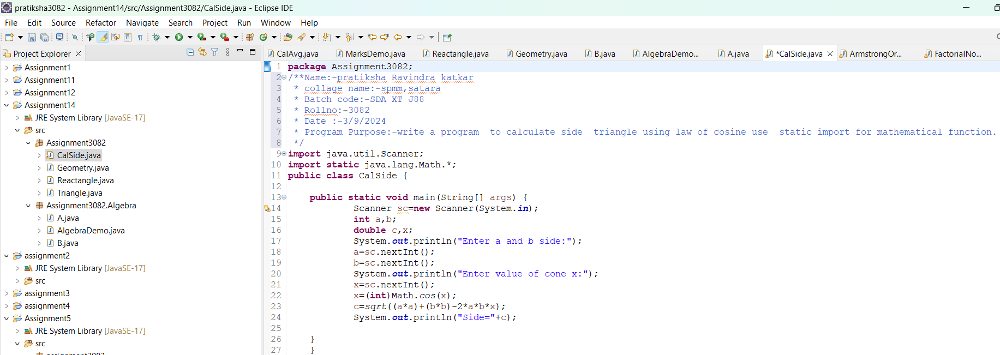 pratiksha3082 - Assignment14/src/Assignment3082/CalSide.java - Eclipse IDE
File Edit Source Refactor Navigate Search Project Run Window Help
Project Explorer
Assignment1
Assignment11
Assignment12
Assignment14
JRE System Library [JavaSE-17]
src
Assignment3082
CalSide.java
Geometry.java
Reactangle.java
Triangle.java
Assignment3082.Algebra
A.java
AlgebraDemo.java
B.java
assignment2
JRE System Library [JavaSE-17]
src
assignment3
assignment4
Assignment5
JRE System Library [JavaSE-17]
src
CalAvg.java MarksDemo.java Reactangle.java Geometry.java B.java AlgebraDemo... A.java *CalSide.java ArmstrongOr... FactorialNo...
1 package Assignment3082;
2 /**Name:-pratiksha Ravindra katkar
3 * collage name:-spmm,satara
4 * Batch code:-SDA XT J88
5 * Rollno:-3082
6 * Date :-3/9/2024
7 * Program Purpose:-write a program  to calculate side  triangle using law of cosine use  static import for mathematical function.
8 */
9 import java.util.Scanner;
10 import static java.lang.Math.*;
11 public class CalSide {
12
13 public static void main(String[] args) {
14 Scanner sc=new Scanner(System.in);
15 int a,b;
16 double c,x;
17 System.out.println("Enter a and b side:");
18 a=sc.nextInt();
19 b=sc.nextInt();
20 System.out.println("Enter value of cone x:");
21 x=sc.nextInt();
22 x=(int)Math.cos(x);
23 c=sqrt((a*a)+(b*b)-2*a*b*x);
24 System.out.println("Side="+c);
25
26 }
27 }